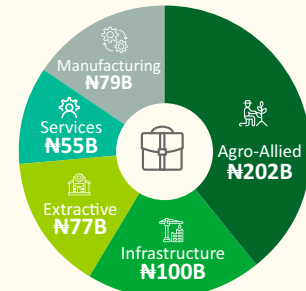 Manufacturing
₦79B
Services
₦55B
Agro-Allied
₦202B
Extractive
₦77B
Infrastructure
₦100B